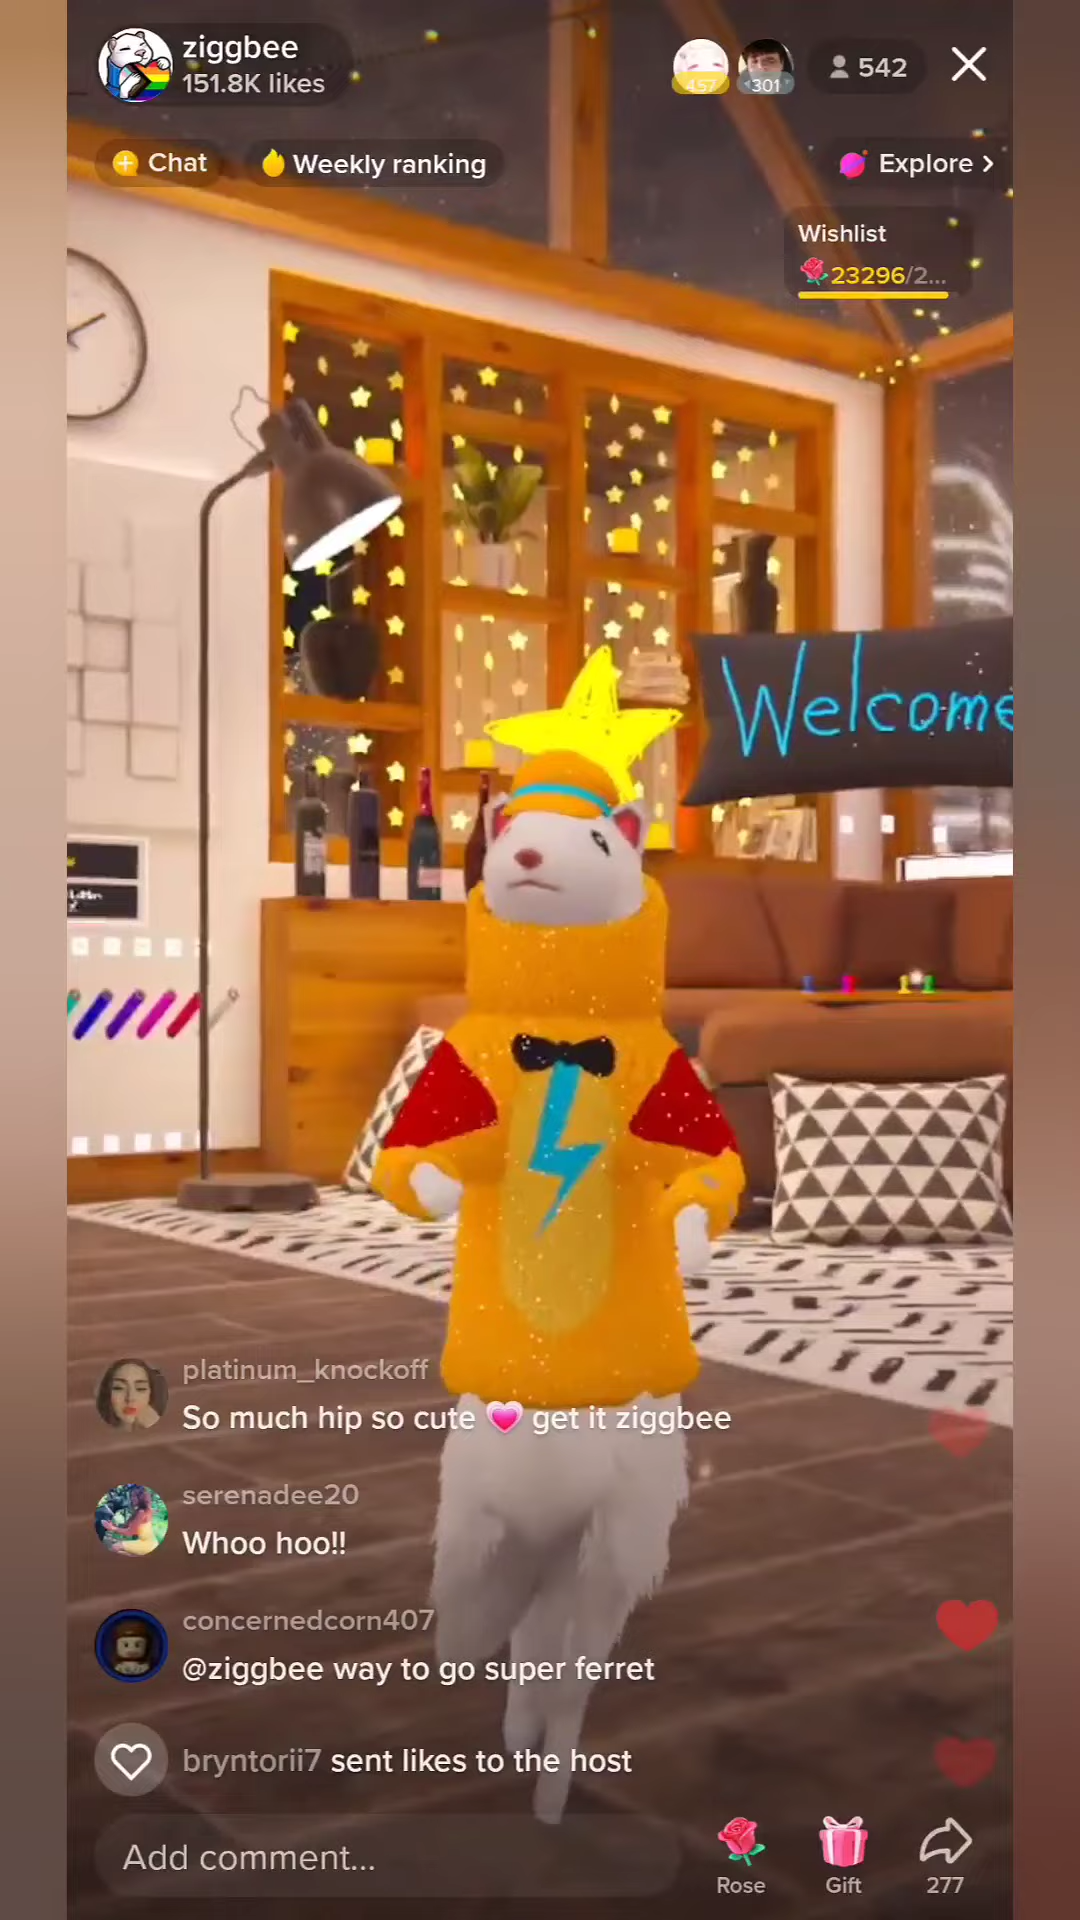 ziggbee
151.8K likes
457
301
542
Chat
Weekly ranking
Explore
Wishlist
23296/2...
Welcome
platinum_knockoff
So much hip so cute 💗 get it ziggbee
serenadee20
Whoo hoo!!
concernedcorn407
@ziggbee way to go super ferret
bryntorii7 sent likes to the host
Add comment...
Rose
Gift
277